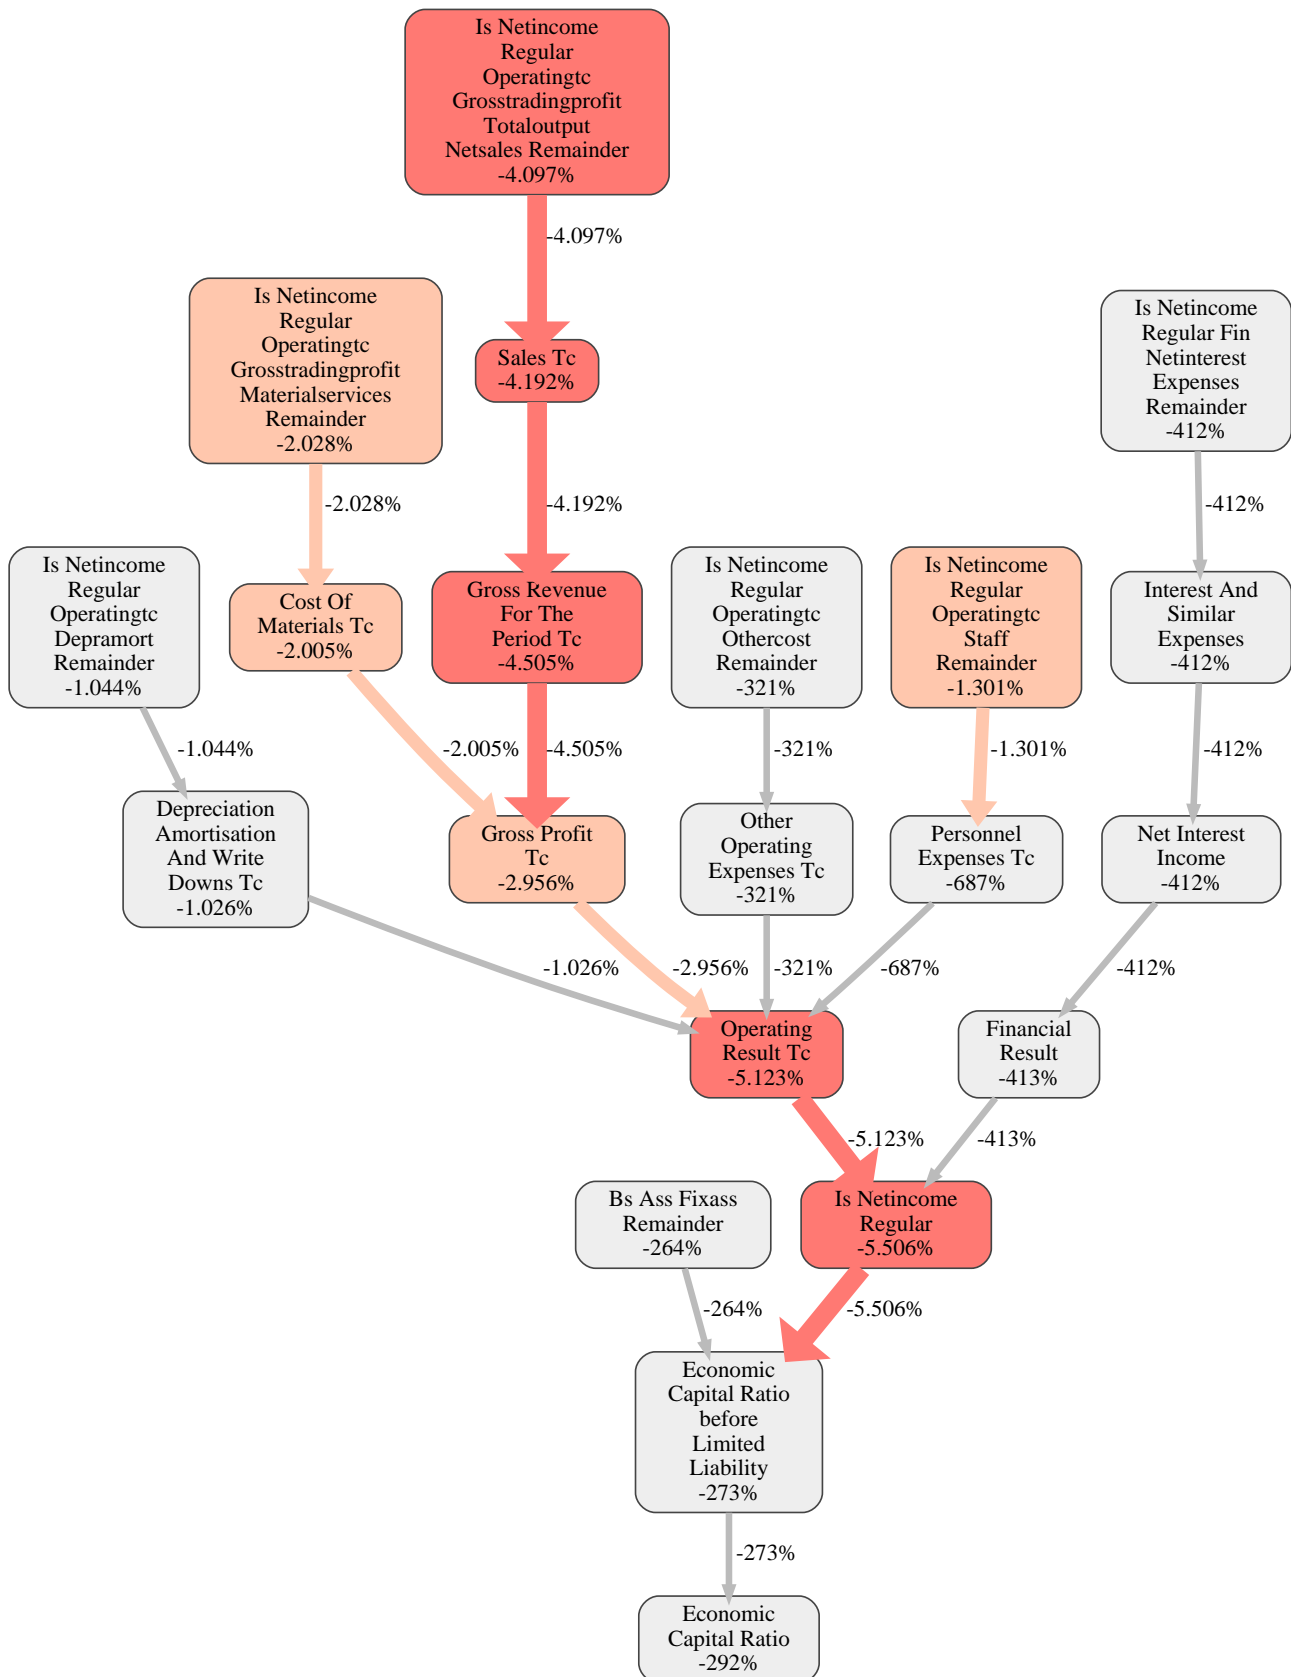 Is Netincome
Regular
Operatingtc
Grosstradingprofit
Totaloutput
Netsales Remainder
-4.097%
-4.097%
Is Netincome
Regular
Operatingtc
Grosstradingprofit
Materialservices
Remainder
-2.028%
Sales Tc
-4.192%
Is Netincome
Regular Fin
Netinterest
Expenses
Remainder
-412%
-2.028%
-4.192%
-412%
Is Netincome
Regular
Operatingtc
Depramort
Remainder
-1.044%
Cost Of
Materials Tc
-2.005%
Gross Revenue
For The
Period Tc
-4.505%
Is Netincome
Regular
Operatingtc
Othercost
Remainder
-321%
Is Netincome
Regular
Operatingtc
Staff
Remainder
-1.301%
Interest And
Similar
Expenses
-412%
-1.044%
-2.005%
-4.505%
-321%
-1.301%
-412%
Depreciation
Amortisation
And Write
Downs Tc
-1.026%
Gross Profit
Tc
-2.956%
Other
Operating
Expenses Tc
-321%
Personnel
Expenses Tc
-687%
Net Interest
Income
-412%
-1.026%
-2.956%
-321%
-687%
-412%
Operating
Result Tc
-5.123%
Financial
Result
-413%
-5.123%
-413%
Bs Ass Fixass
Remainder
-264%
Is Netincome
Regular
-5.506%
-264%
-5.506%
Economic
Capital Ratio
before
Limited
Liability
-273%
-273%
Economic
Capital Ratio
-292%